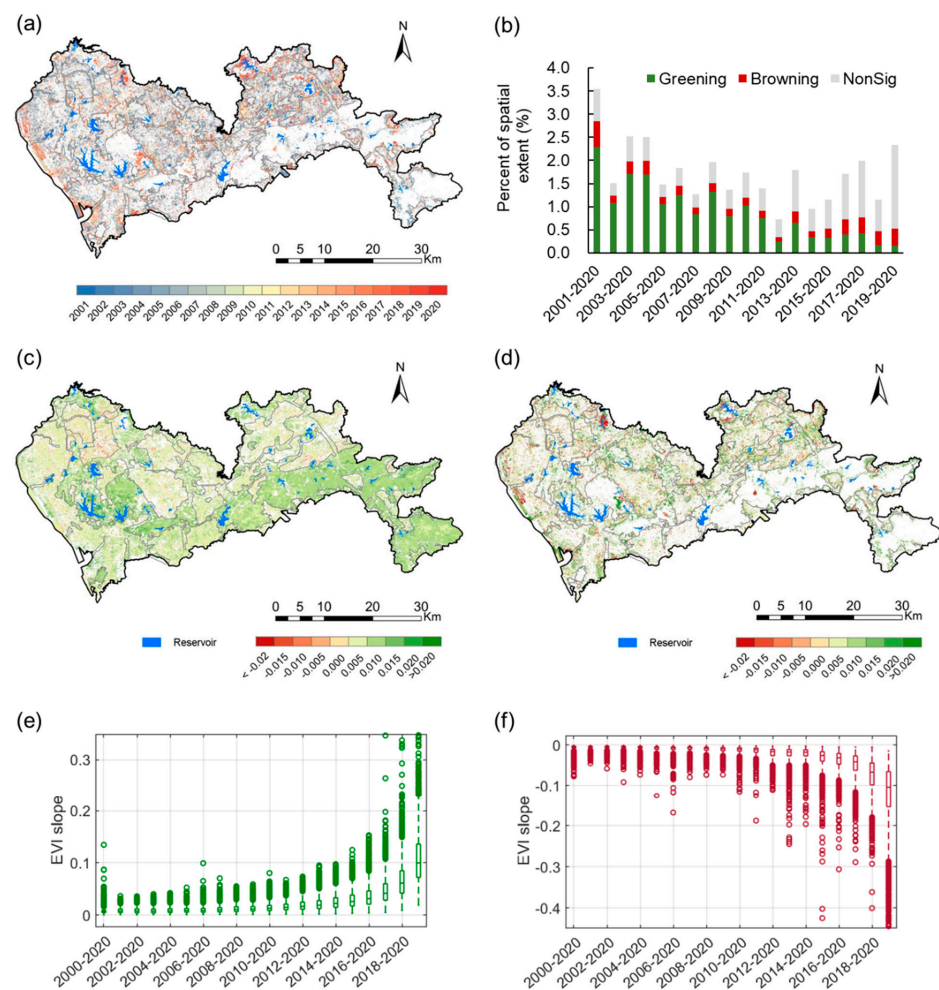 (a)
N
0 5 10 20 30
Km
2001 2002 2003 2004 2005 2006 2007 2008 2009 2010 2011 2012 2013 2014 2015 2016 2017 2018 2019 2020
(b)
Greening Browning NonSig
Percent of spatial
extent (%)
4.0
3.5
3.0
2.5
2.0
1.5
1.0
0.5
0.0
2001-2020 2003-2020 2005-2020 2007-2020 2009-2020 2011-2020 2013-2020 2015-2020 2017-2020 2019-2020
(c)
N
0 5 10 20 30
Km
Reservoir
< -0.02 -0.015 -0.010 -0.005 0.000 0.005 0.010 0.015 0.020 >0.020
(d)
N
0 5 10 20 30
Km
Reservoir
< -0.02 -0.015 -0.010 -0.005 0.000 0.005 0.010 0.015 0.020 >0.020
(e)
EVI slope
0.3
0.2
0.1
0
2000-2020 2002-2020 2004-2020 2006-2020 2008-2020 2010-2020 2012-2020 2014-2020 2016-2020 2018-2020
(f)
EVI slope
0
-0.1
-0.2
-0.3
-0.4
2000-2020 2002-2020 2004-2020 2006-2020 2008-2020 2010-2020 2012-2020 2014-2020 2016-2020 2018-2020